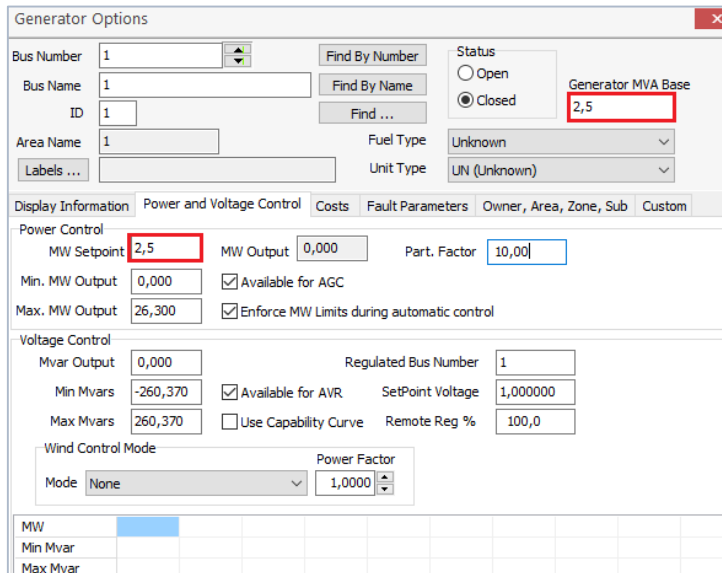 Generator Options
Bus Number 1 Find By Number Status
Open
Bus Name 1 Find By Name Generator MVA Base
ID 1 Find ... Closed 2,5
Area Name 1 Fuel Type Unknown
Labels ... Unit Type UN (Unknown)
Display Information Power and Voltage Control Costs Fault Parameters Owner, Area, Zone, Sub Custom
Power Control
MW Setpoint 2,5 MW Output 0,000 Part. Factor 10,00
Min. MW Output 0,000 Available for AGC
Max. MW Output 26,300 Enforce MW Limits during automatic control
Voltage Control
Mvar Output 0,000 Regulated Bus Number 1
Min Mvars -260,370 Available for AVR SetPoint Voltage 1,000000
Max Mvars 260,370 Use Capability Curve Remote Reg % 100,0
Wind Control Mode
Power Factor
Mode None 1,0000
MW
Min Mvar
Max Mvar